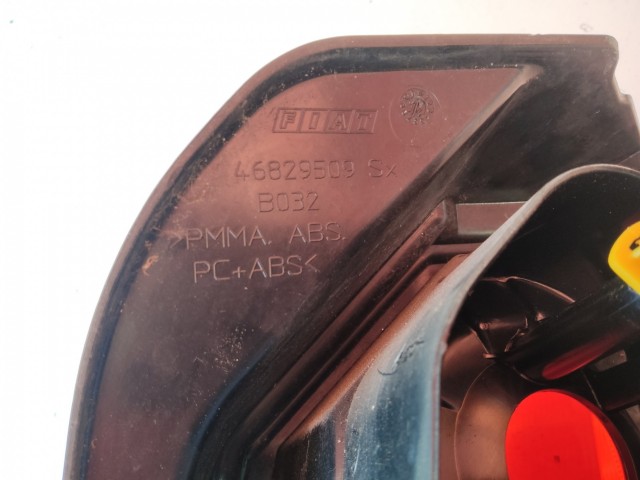 FIAT
46829509 Sx
B032
>PMMA. ABS.
PC+ABS<